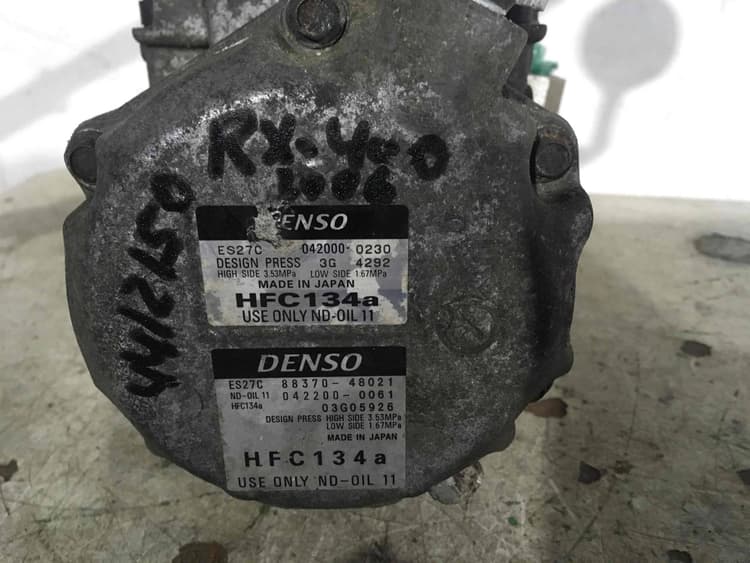 RX-400
2006
4412150
DENSO
ES27C 042000-0230
DESIGN PRESS 3G 4292
HIGH SIDE 3.53MPa LOW SIDE 1.67MPa
MADE IN JAPAN
HFC134a
USE ONLY ND-OIL 11
DENSO
ES27C 88370-48021
ND-OIL 11 042200-0061
HFC134a 03G05926
DESIGN PRESS HIGH SIDE 3.53MPa
LOW SIDE 1.67MPa
MADE IN JAPAN
HFC134a
USE ONLY ND-OIL 11